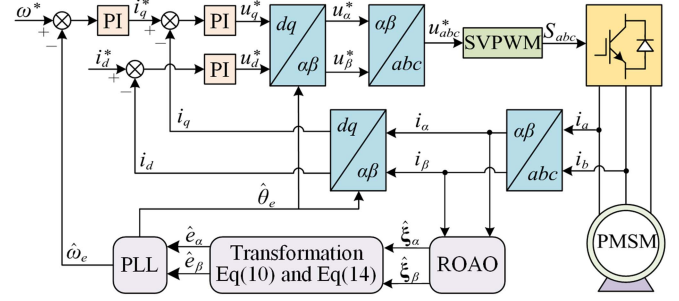 ω* + − PI i_q* + − PI u_q* dq αβ u_α* αβ abc u_abc* SVPWM S_abc
i_d* + − PI u_d* u_β*
i_q dq αβ i_α αβ abc i_a
i_d i_β i_b
θ̂_e
ω̂_e PLL ê_α ê_β Transformation
Eq(10) and Eq(14)
ξ̂_α ξ̂_β ROAO PMSM